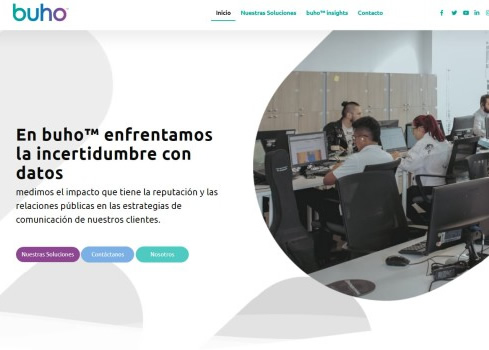 buho™
Inicio
Nuestras Soluciones
buho™ insights
Contacto
En buho™ enfrentamos
la incertidumbre con
datos
medimos el impacto que tiene la reputación y las
relaciones públicas en las estrategias de
comunicación de nuestros clientes.
Nuestras Soluciones
Contáctanos
Nosotros